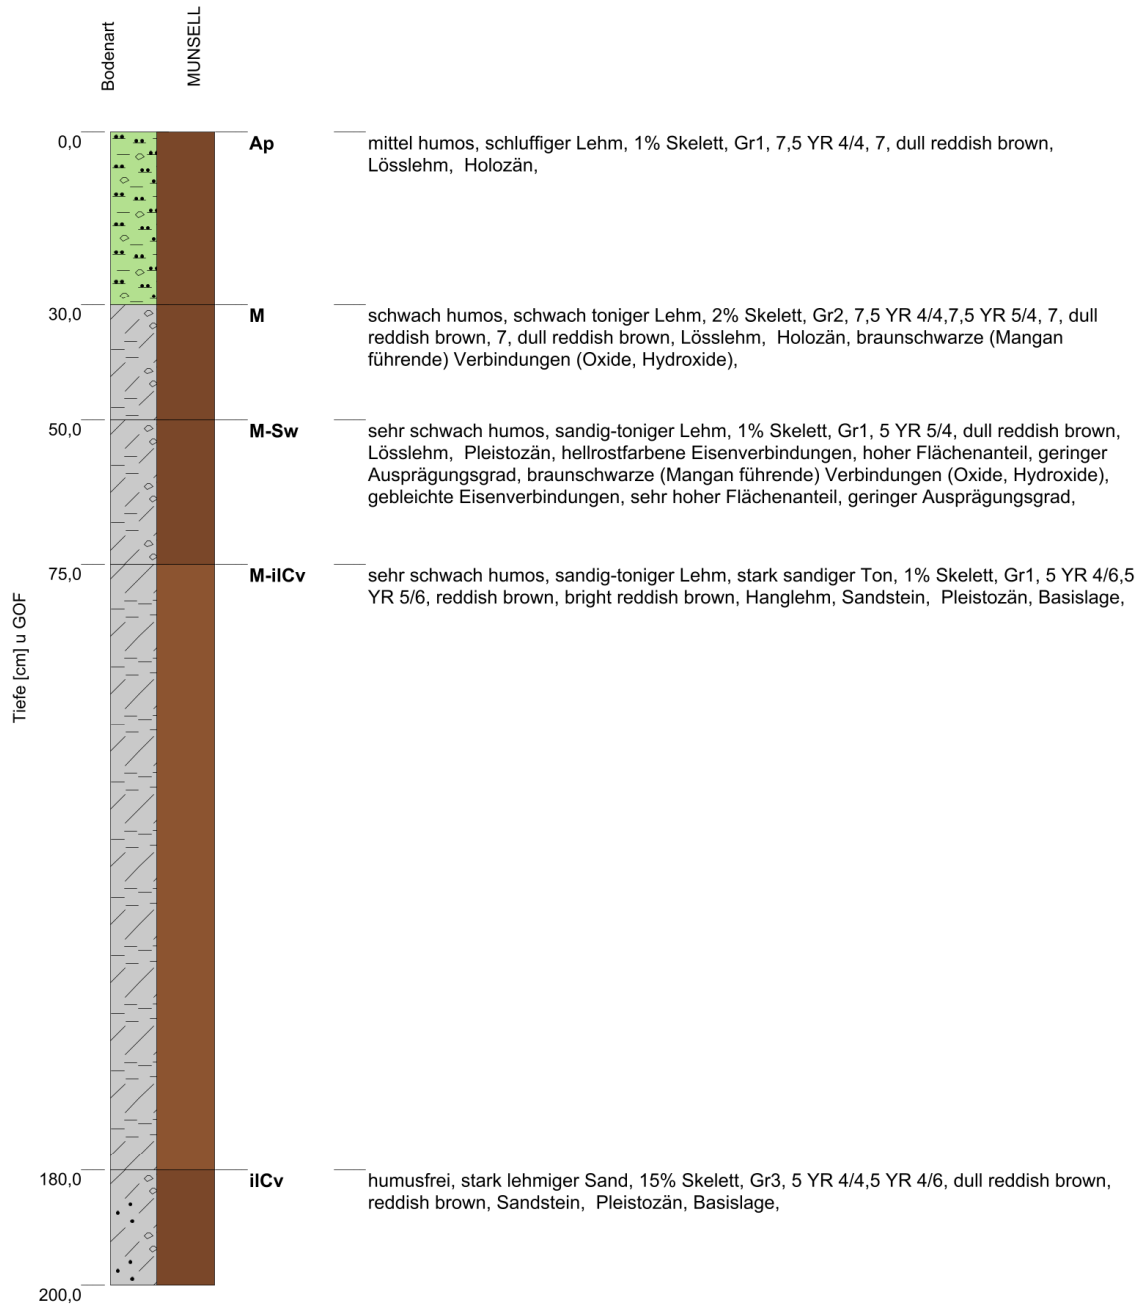 Bodenart
MUNSELL
0,0
Ap
mittel humos, schluffiger Lehm, 1% Skelett, Gr1, 7,5 YR 4/4, 7, dull reddish brown,
Lösslehm, Holozän,
30,0
M
schwach humos, schwach toniger Lehm, 2% Skelett, Gr2, 7,5 YR 4/4,7,5 YR 5/4, 7, dull
reddish brown, 7, dull reddish brown, Lösslehm, Holozän, braunschwarze (Mangan
führende) Verbindungen (Oxide, Hydroxide),
50,0
M-Sw
sehr schwach humos, sandig-toniger Lehm, 1% Skelett, Gr1, 5 YR 5/4, dull reddish brown,
Lösslehm, Pleistozän, hellrostfarbene Eisenverbindungen, hoher Flächenanteil, geringer
Ausprägungsgrad, braunschwarze (Mangan führende) Verbindungen (Oxide, Hydroxide),
gebleichte Eisenverbindungen, sehr hoher Flächenanteil, geringer Ausprägungsgrad,
75,0
M-ilCv
sehr schwach humos, sandig-toniger Lehm, stark sandiger Ton, 1% Skelett, Gr1, 5 YR 4/6,5
YR 5/6, reddish brown, bright reddish brown, Hanglehm, Sandstein, Pleistozän, Basislage,
Tiefe [cm] u GOF
180,0
ilCv
humusfrei, stark lehmiger Sand, 15% Skelett, Gr3, 5 YR 4/4,5 YR 4/6, dull reddish brown,
reddish brown, Sandstein, Pleistozän, Basislage,
200,0